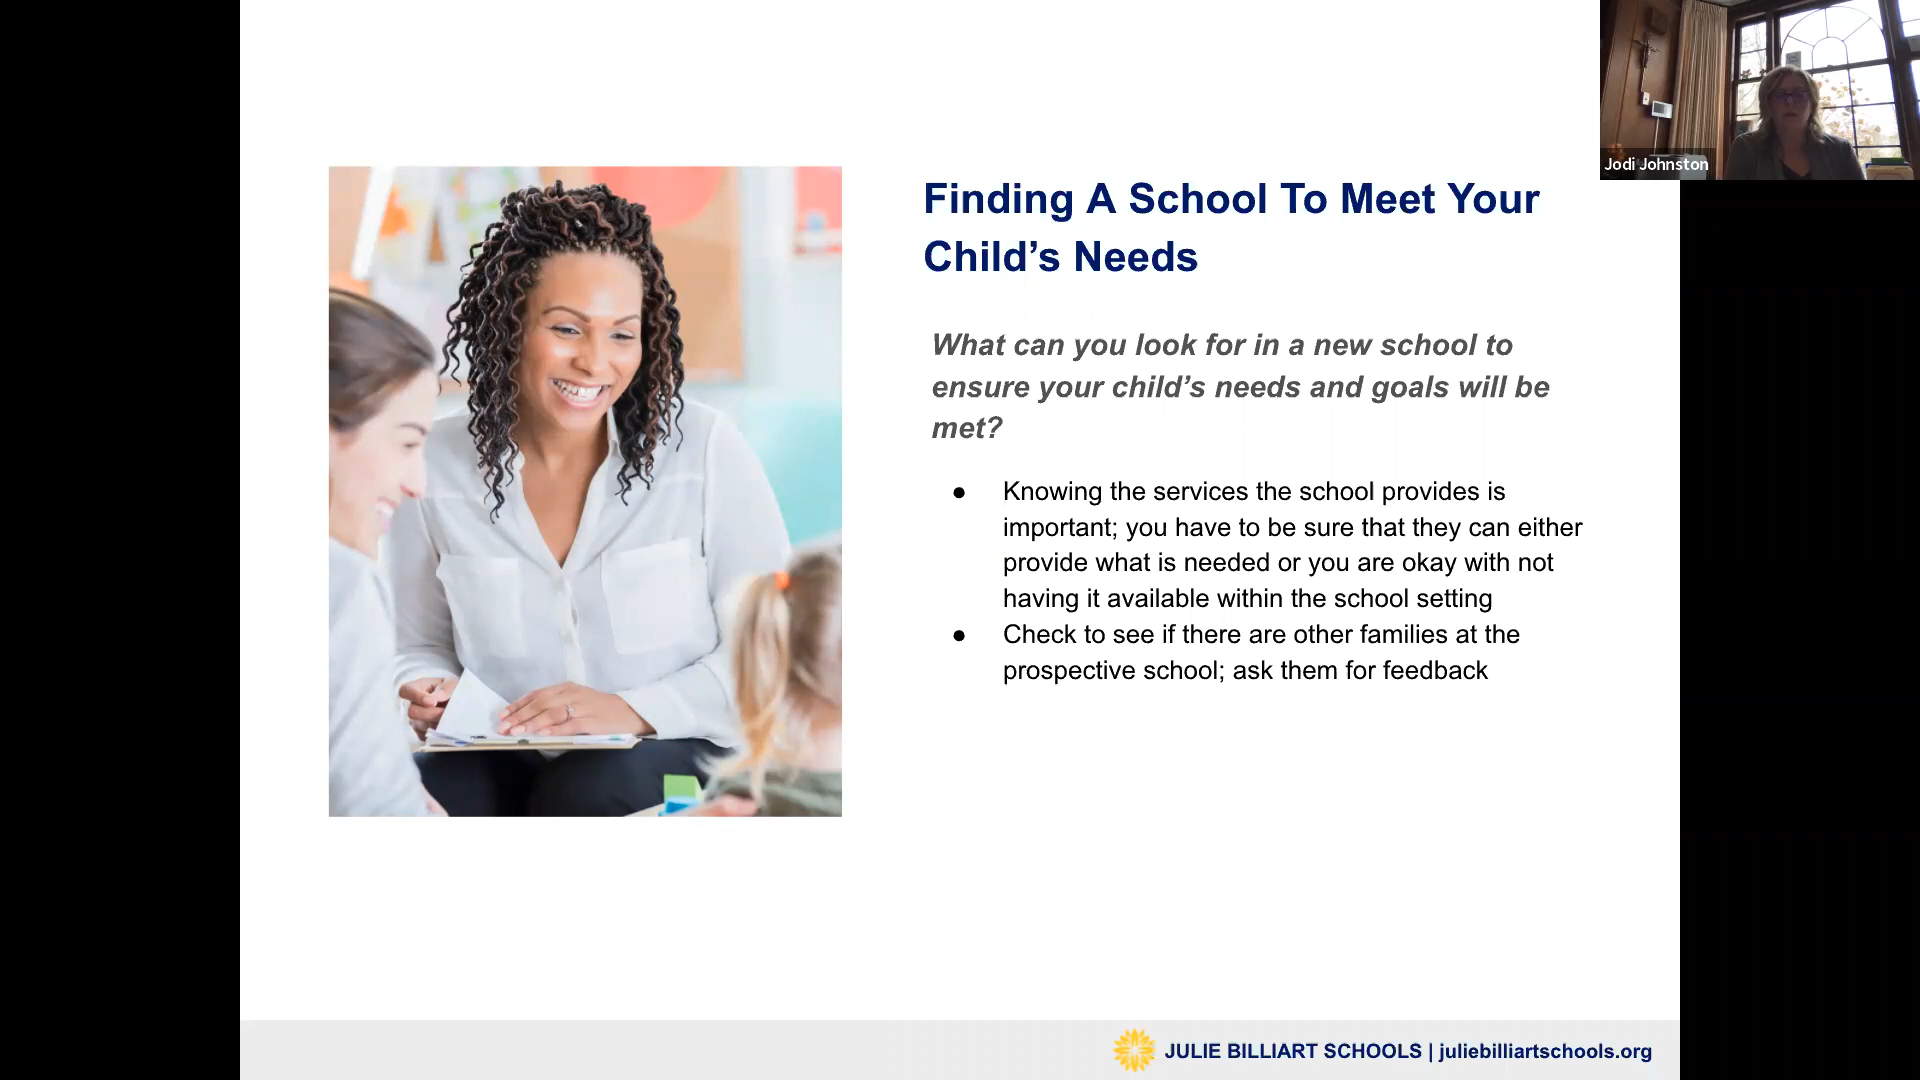 Jodi Johnston
Finding A School To Meet Your
Child’s Needs
What can you look for in a new school to
ensure your child’s needs and goals will be
met?
● Knowing the services the school provides is
important; you have to be sure that they can either
provide what is needed or you are okay with not
having it available within the school setting
● Check to see if there are other families at the
prospective school; ask them for feedback
JULIE BILLIART SCHOOLS | juliebilliartschools.org